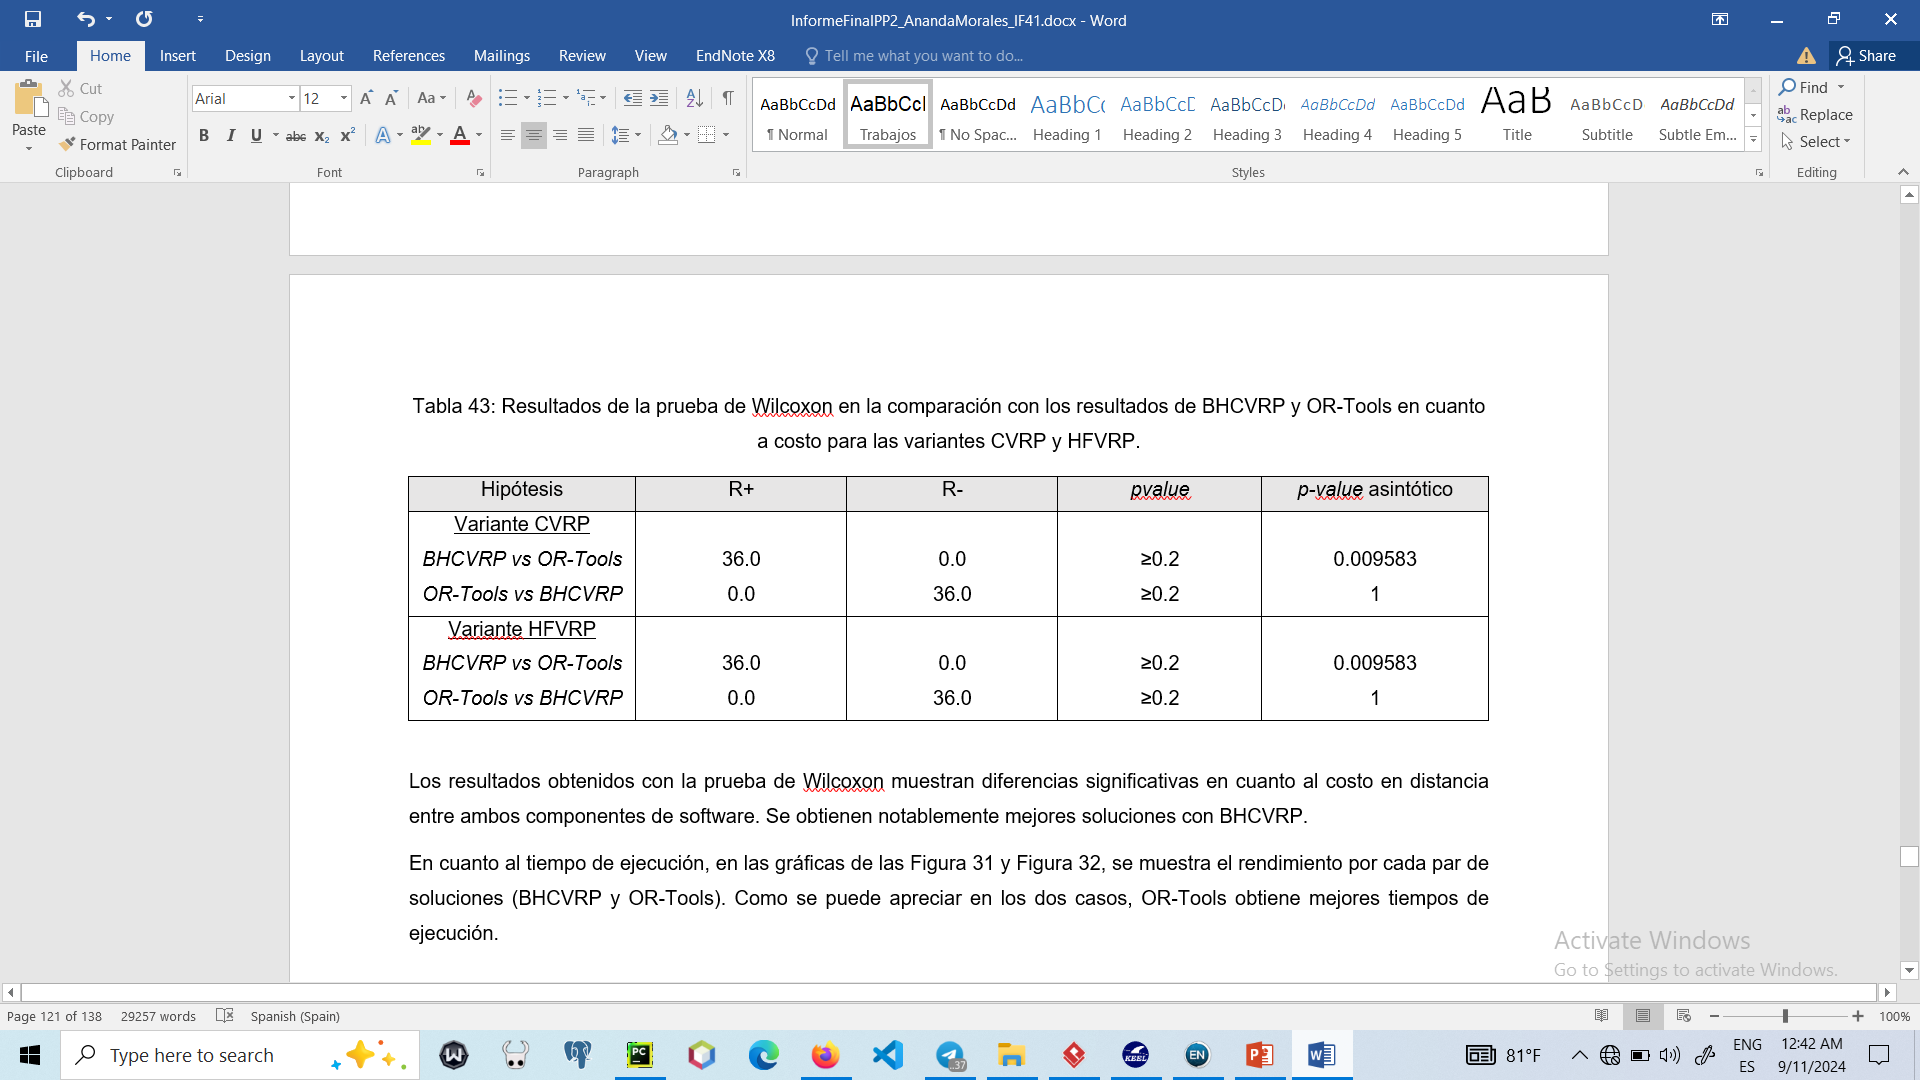 InformeFinalPP2_AnandaMorales_IF41.docx - Word
File Home Insert Design Layout References Mailings Review View EndNote X8 Tell me what you want to do... Share
Paste
Cut
Copy
Format Painter
Clipboard
Arial 12
Font
Paragraph
AaBbCcDd AaBbCcI AaBbCcDd AaBbC( AaBbCcE AaBbCcD( AaBbCcDd AaBbCcDd AaB AaBbCcD AaBbCcDd
¶ Normal Trabajos ¶ No Spac... Heading 1 Heading 2 Heading 3 Heading 4 Heading 5 Title Subtitle Subtle Em...
Styles
Find
Replace
Select
Editing
Tabla 43: Resultados de la prueba de Wilcoxon en la comparación con los resultados de BHCVRP y OR-Tools en cuanto
a costo para las variantes CVRP y HFVRP.
Hipótesis R+ R- pvalue p-value asintótico
Variante CVRP
BHCVRP vs OR-Tools 36.0 0.0 ≥0.2 0.009583
OR-Tools vs BHCVRP 0.0 36.0 ≥0.2 1
Variante HFVRP
BHCVRP vs OR-Tools 36.0 0.0 ≥0.2 0.009583
OR-Tools vs BHCVRP 0.0 36.0 ≥0.2 1
Los resultados obtenidos con la prueba de Wilcoxon muestran diferencias significativas en cuanto al costo en distancia
entre ambos componentes de software. Se obtienen notablemente mejores soluciones con BHCVRP.
En cuanto al tiempo de ejecución, en las gráficas de las Figura 31 y Figura 32, se muestra el rendimiento por cada par de
soluciones (BHCVRP y OR-Tools). Como se puede apreciar en los dos casos, OR-Tools obtiene mejores tiempos de
ejecución.
Activate Windows
Go to Settings to activate Windows.
Page 121 of 138 29257 words Spanish (Spain) 100%
Type here to search
81°F
ENG
ES
12:42 AM
9/11/2024